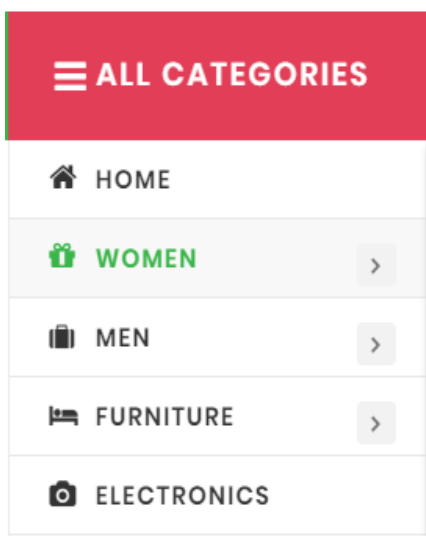 ALL CATEGORIES
HOME
WOMEN
MEN
FURNITURE
ELECTRONICS